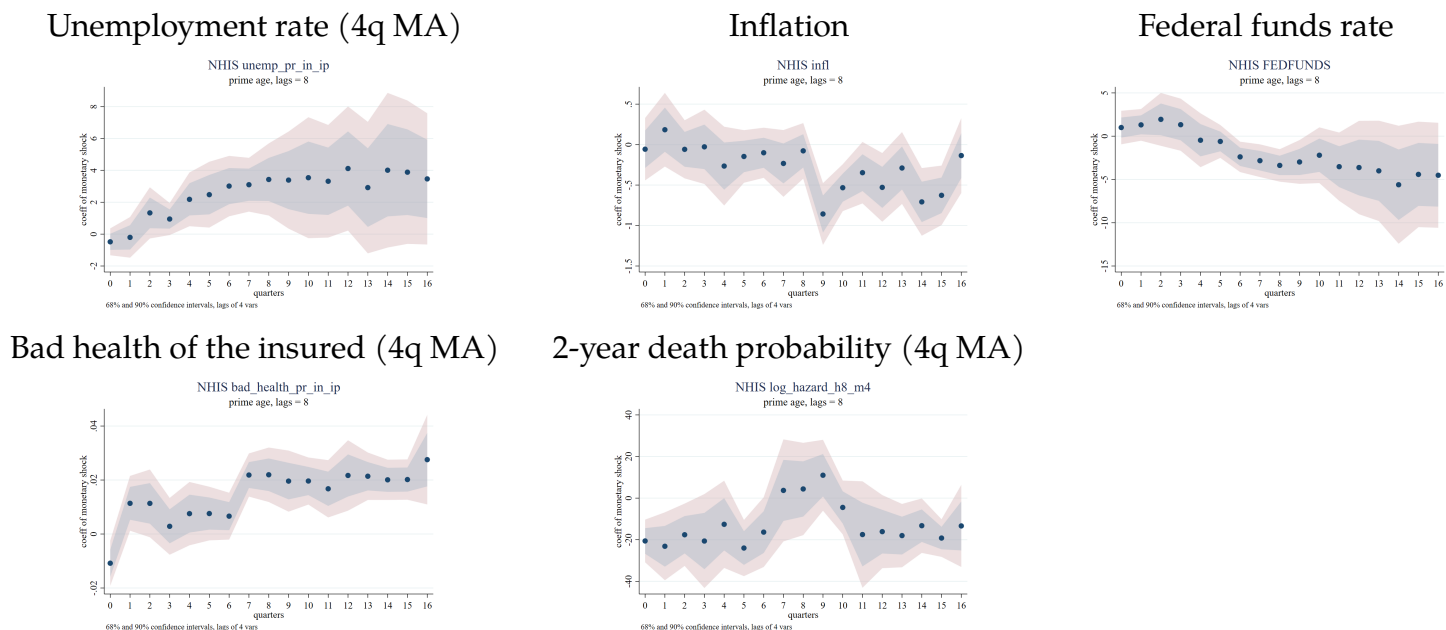 Unemployment rate (4q MA)
NHIS unemp_pr_in_ip
prime age, lags = 8
coeff of monetary shock
8
6
4
2
0
-2
0 1 2 3 4 5 6 7 8 9 10 11 12 13 14 15 16
quarters
68% and 90% confidence intervals, lags of 4 vars
Inflation
NHIS infl
prime age, lags = 8
coeff of monetary shock
.5
0
-.5
-1
-1.5
0 1 2 3 4 5 6 7 8 9 10 11 12 13 14 15 16
quarters
68% and 90% confidence intervals, lags of 4 vars
Federal funds rate
NHIS FEDFUNDS
prime age, lags = 8
coeff of monetary shock
5
0
-5
-10
-15
0 1 2 3 4 5 6 7 8 9 10 11 12 13 14 15 16
quarters
68% and 90% confidence intervals, lags of 4 vars
Bad health of the insured (4q MA)
NHIS bad_health_pr_in_ip
prime age, lags = 8
coeff of monetary shock
.04
.02
0
-.02
0 1 2 3 4 5 6 7 8 9 10 11 12 13 14 15 16
quarters
68% and 90% confidence intervals, lags of 4 vars
2-year death probability (4q MA)
NHIS log_hazard_h8_m4
prime age, lags = 8
coeff of monetary shock
40
20
0
-20
-40
0 1 2 3 4 5 6 7 8 9 10 11 12 13 14 15 16
quarters
68% and 90% confidence intervals, lags of 4 vars